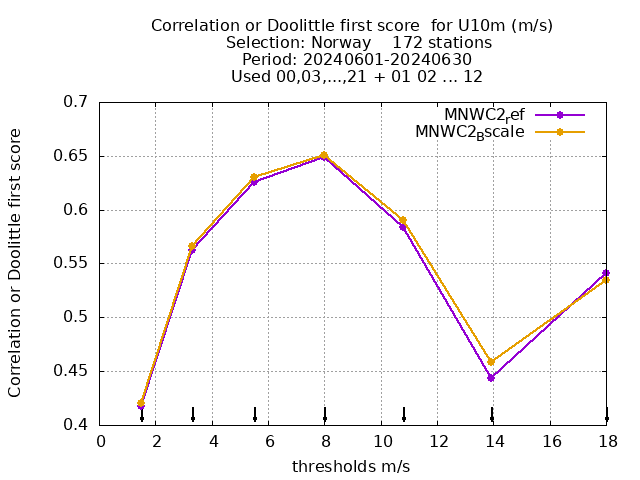 Correlation or Doolittle first score  for U10m (m/s)
Selection: Norway    172 stations
Period: 20240601-20240630
Used 00,03,...,21 + 01 02 ... 12
Correlation or Doolittle first score
0.7
0.65
0.6
0.55
0.5
0.45
0.4
MNWC2ref
MNWC2Bscale
0 2 4 6 8 10 12 14 16 18
thresholds m/s